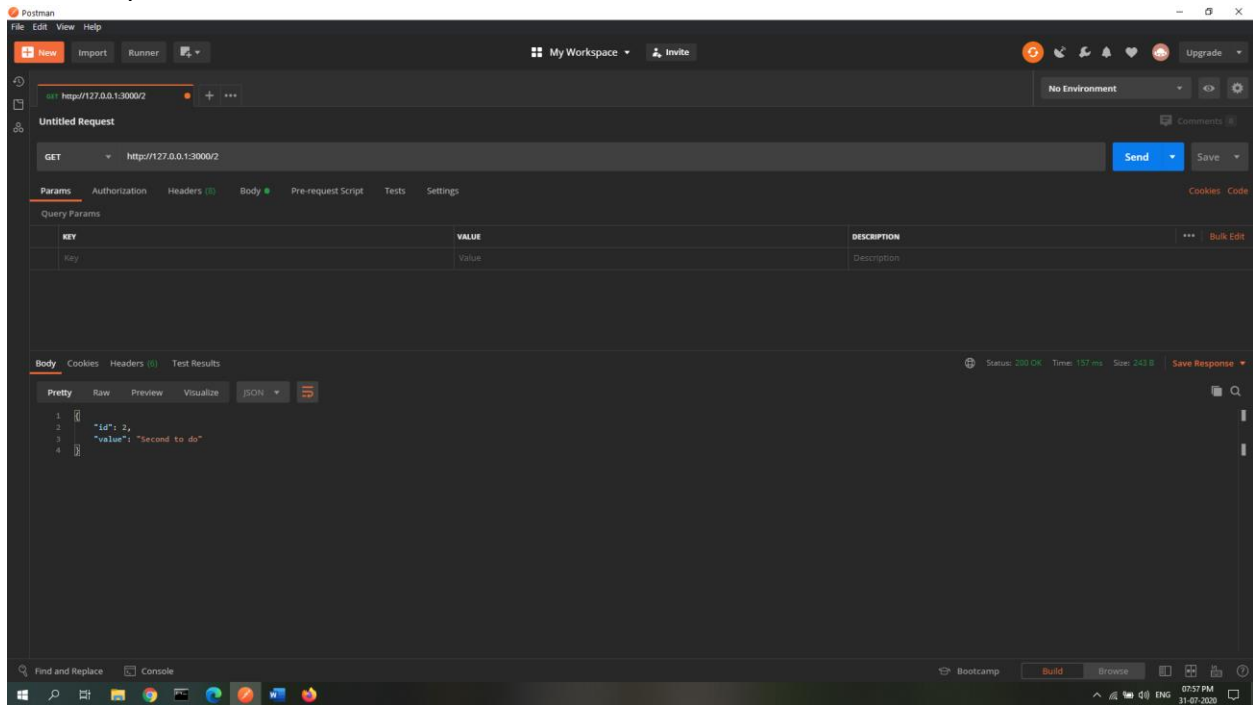 Postman
File Edit View Help
New Import Runner My Workspace Invite Upgrade
GET http://127.0.0.1:3000/2 + ••• No Environment
Untitled Request Comments 0
GET http://127.0.0.1:3000/2 Send Save
Params Authorization Headers (8) Body Pre-request Script Tests Settings Cookies Code
Query Params
KEY VALUE DESCRIPTION ••• Bulk Edit
Key Value Description
Body Cookies Headers (6) Test Results Status: 200 OK Time: 157 ms Size: 243 B Save Response
Pretty Raw Preview Visualize JSON
1 {
2 "id": 2,
3 "value": "Second to do"
4 }
Find and Replace Console Bootcamp Build Browse
ENG 07:57 PM
31-07-2020